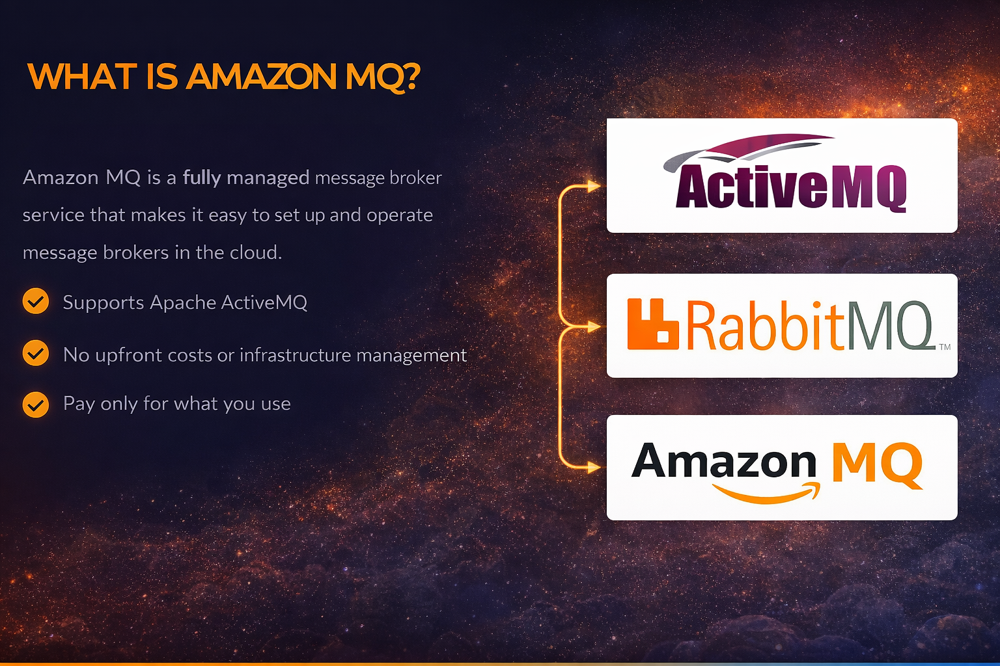 WHAT IS AMAZON MQ?
Amazon MQ is a fully managed message broker
service that makes it easy to set up and operate
message brokers in the cloud.
Supports Apache ActiveMQ
No upfront costs or infrastructure management
Pay only for what you use
ActiveMQ
RabbitMQ™
Amazon MQ